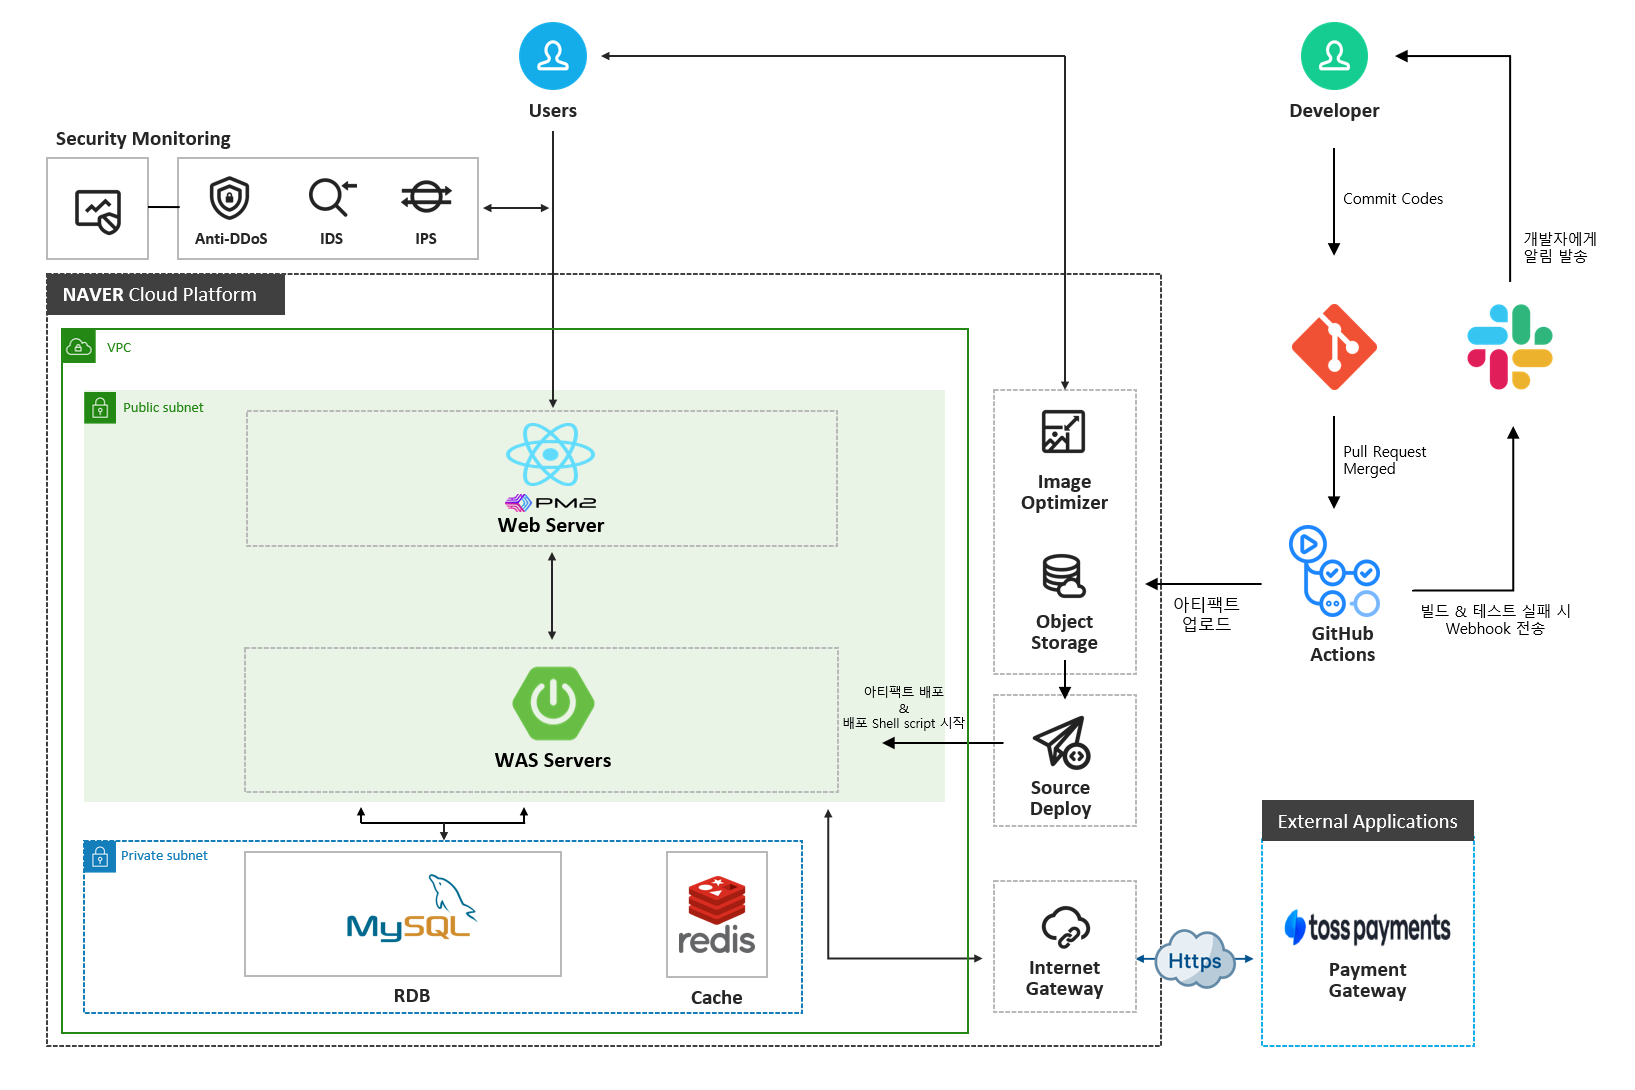 Users
Developer
Security Monitoring
Anti-DDoS
IDS
IPS
Commit Codes
개발자에게
알림 발송
NAVER Cloud Platform
VPC
Public subnet
PM2
Web Server
Image
Optimizer
Pull Request
Merged
Object
Storage
아티팩트
업로드
GitHub
Actions
빌드 & 테스트 실패 시
Webhook 전송
WAS Servers
아티팩트 배포
&
배포 Shell script 시작
Source
Deploy
Private subnet
MySQL
RDB
redis
Cache
Internet
Gateway
Https
External Applications
toss payments
Payment
Gateway